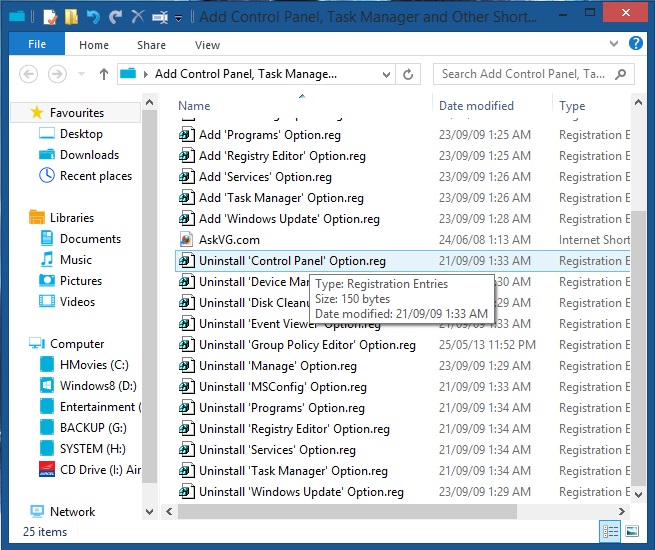 Add Control Panel, Task Manager and Other Short...
File
Home
Share
View
Add Control Panel, Task Manage...
Search Add Control Panel, Ta...
Favourites
Desktop
Downloads
Recent places
Libraries
Documents
Music
Pictures
Videos
Computer
HMovies (C:)
Windows8 (D:)
Entertainment (
BACKUP (G:)
SYSTEM (H:)
CD Drive (I:) Air
Network
Name Date modified Type
Add 'Programs' Option.reg 23/09/09 1:25 AM Registration E
Add 'Registry Editor' Option.reg 23/09/09 1:25 AM Registration E
Add 'Services' Option.reg 23/09/09 1:26 AM Registration E
Add 'Task Manager' Option.reg 23/09/09 1:26 AM Registration E
Add 'Windows Update' Option.reg 23/09/09 1:28 AM Registration E
AskVG.com 24/06/08 1:13 AM Internet Short
Uninstall 'Control Panel' Option.reg 21/09/09 1:33 AM Registration E
Uninstall 'Device Mar :30 AM Registration E
Uninstall 'Disk Cleanu :29 AM Registration E
Uninstall 'Event Viewer' Option.reg 21/09/09 1:33 AM Registration E
Uninstall 'Group Policy Editor' Option.reg 25/05/13 11:52 PM Registration E
Uninstall 'Manage' Option.reg 23/09/09 1:30 AM Registration E
Uninstall 'MSConfig' Option.reg 21/09/09 1:33 AM Registration E
Uninstall 'Programs' Option.reg 21/09/09 1:34 AM Registration E
Uninstall 'Registry Editor' Option.reg 21/09/09 1:34 AM Registration E
Uninstall 'Services' Option.reg 21/09/09 1:34 AM Registration E
Uninstall 'Task Manager' Option.reg 21/09/09 1:34 AM Registration E
Uninstall 'Windows Update' Option.reg 23/09/09 1:29 AM Registration E
Type: Registration Entries
Size: 150 bytes
Date modified: 21/09/09 1:33 AM
25 items